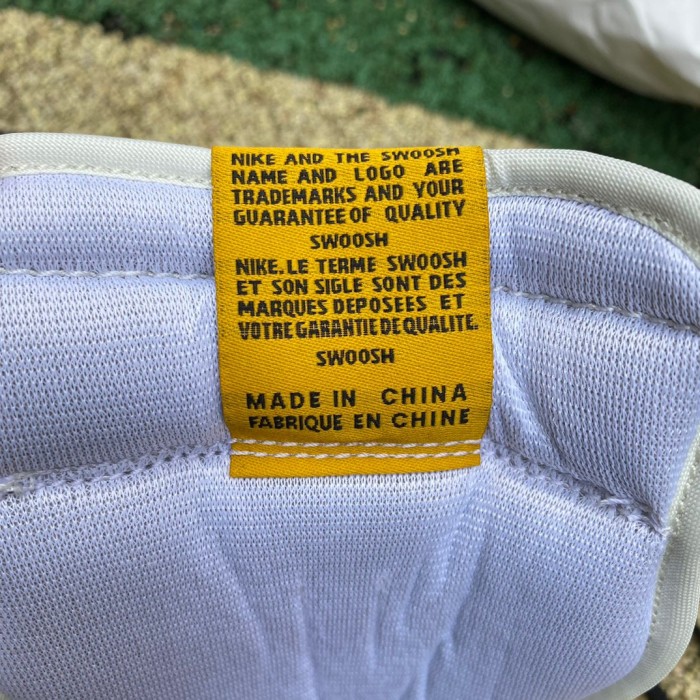 NIKE AND THE SWOOSH
NAME AND LOGO ARE
TRADEMARKS AND YOUR
GUARANTEE OF QUALITY
SWOOSH
NIKE. LE TERME SWOOSH
ET SON SIGLE SONT DES
MARQUES DEPOSEES ET
VOTRE GARANTIE DE QUALITE.
SWOOSH
MADE IN CHINA
FABRIQUE EN CHINE